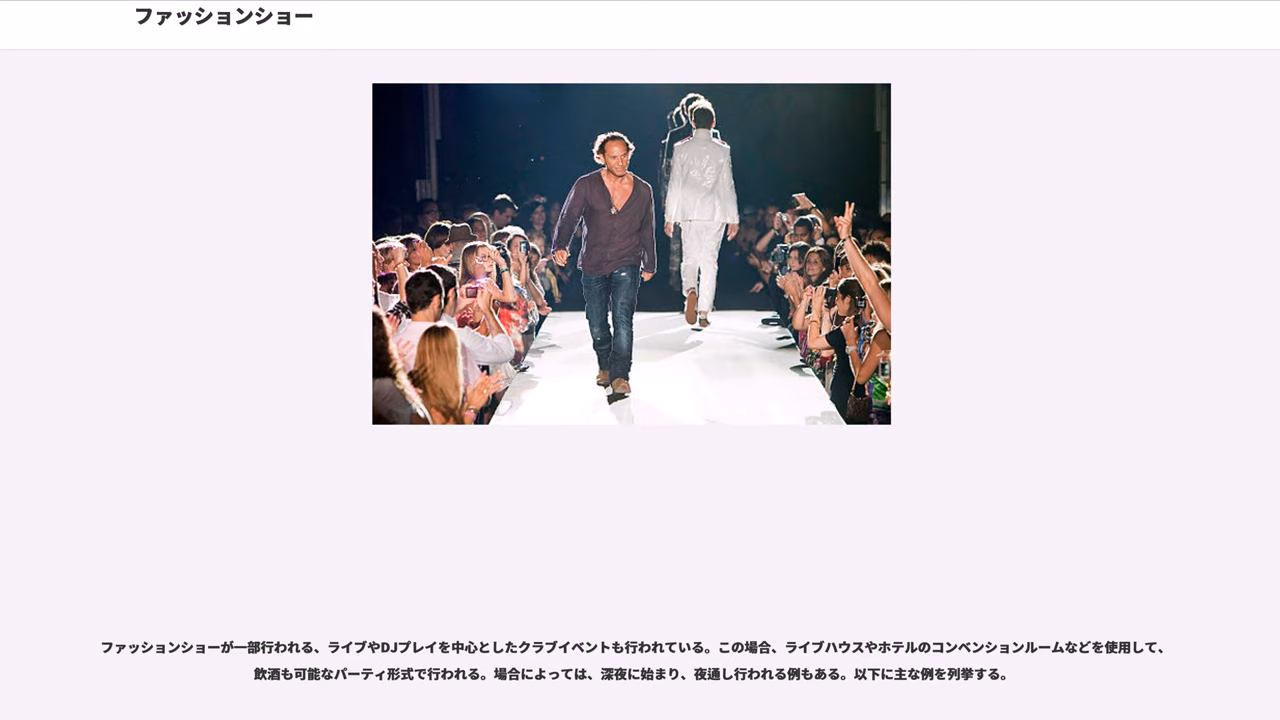 ファッションショー
ファッションショーが一部行われる、ライブやDJプレイを中心としたクラブイベントも行われている。この場合、ライブハウスやホテルのコンベンションルームなどを使用して、
飲酒も可能なパーティ形式で行われる。場合によっては、深夜に始まり、夜通し行われる例もある。以下に主な例を列挙する。